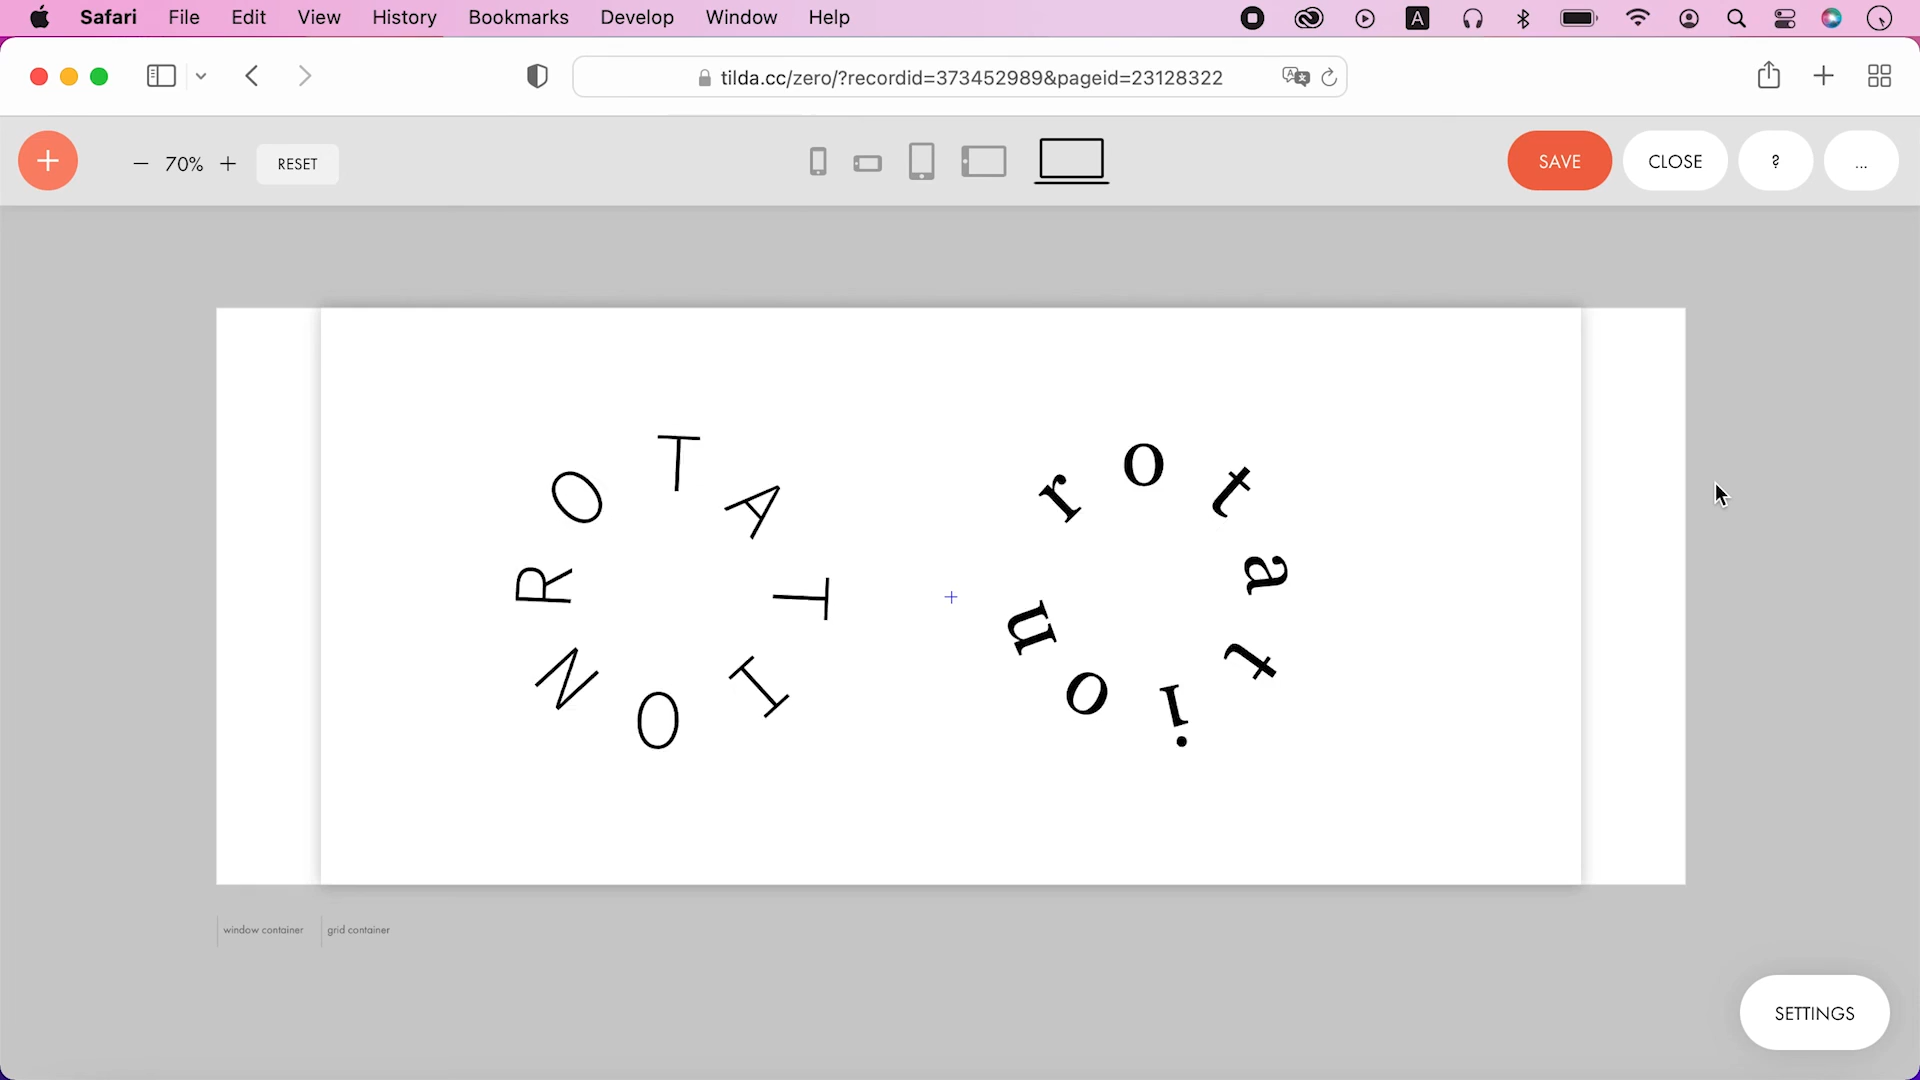 Safari File Edit View History Bookmarks Develop Window Help A
tilda.cc/zero/?recordid=373452989&pageid=23128322
+ − 70% + RESET SAVE CLOSE ? ...
ROTATION
rotation
window container grid container
SETTINGS